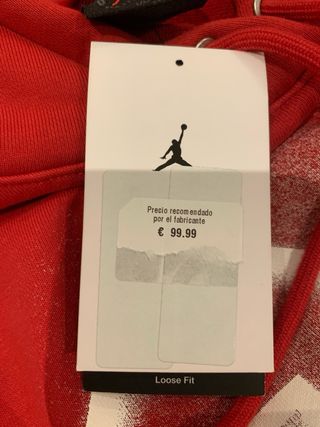 Precio recomendado
por el fabricante
€ 99.99
Loose Fit